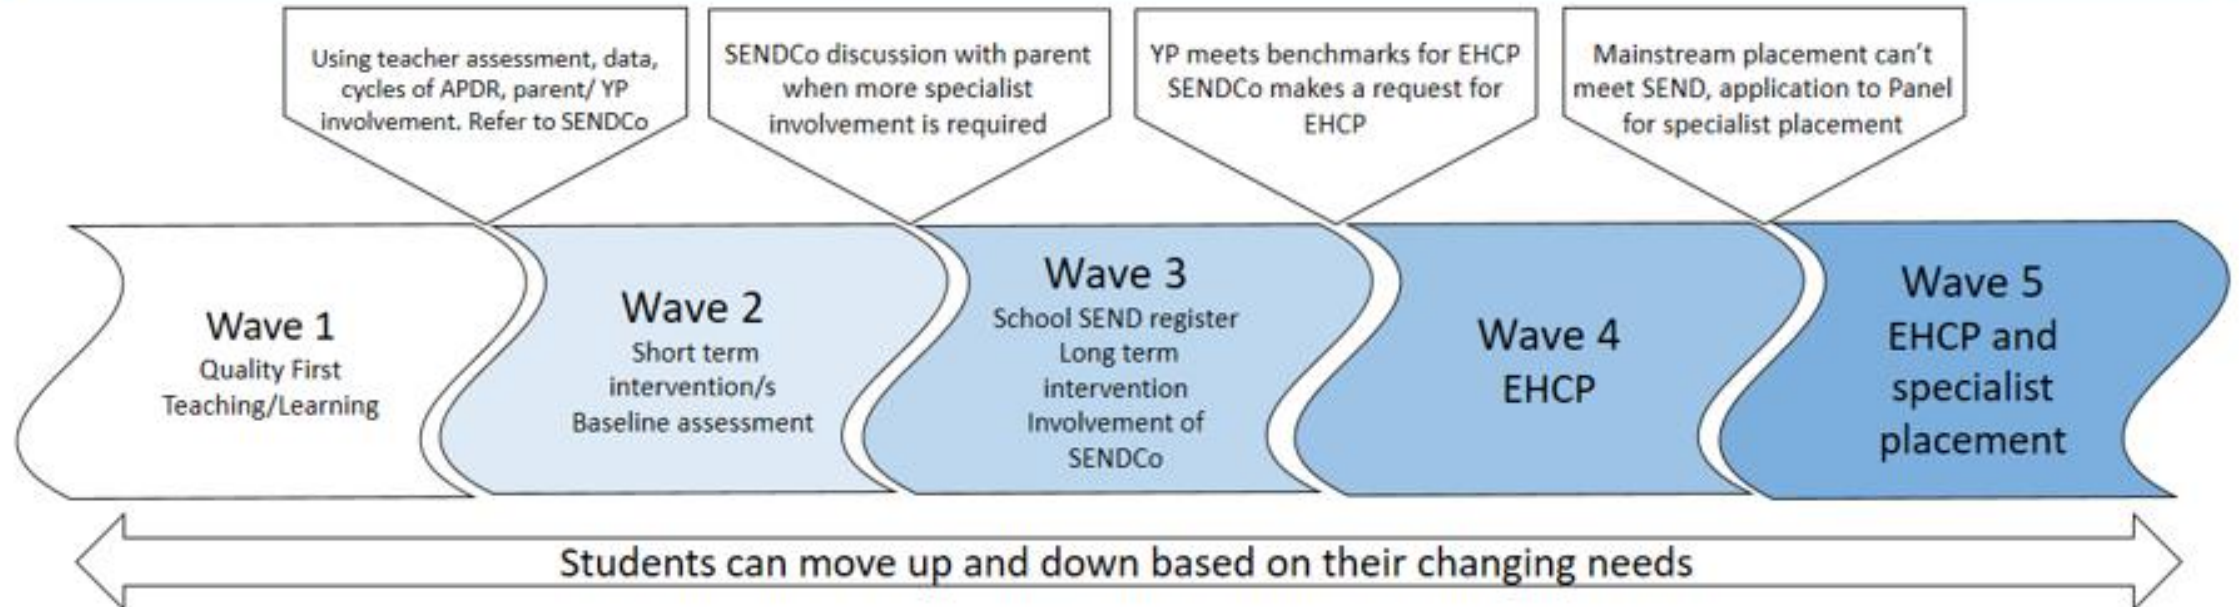 Using teacher assessment, data,
cycles of APDR, parent/ YP
involvement. Refer to SENDCo
SENDCo discussion with parent
when more specialist
involvement is required
YP meets benchmarks for EHCP
SENDCo makes a request for
EHCP
Mainstream placement can't
meet SEND, application to Panel
for specialist placement
Wave 1
Quality First
Teaching/Learning
Wave 2
Short term
intervention/s
Baseline assessment
Wave 3
School SEND register
Long term
intervention
Involvement of
SENDCo
Wave 4
EHCP
Wave 5
EHCP and
specialist
placement
Students can move up and down based on their changing needs